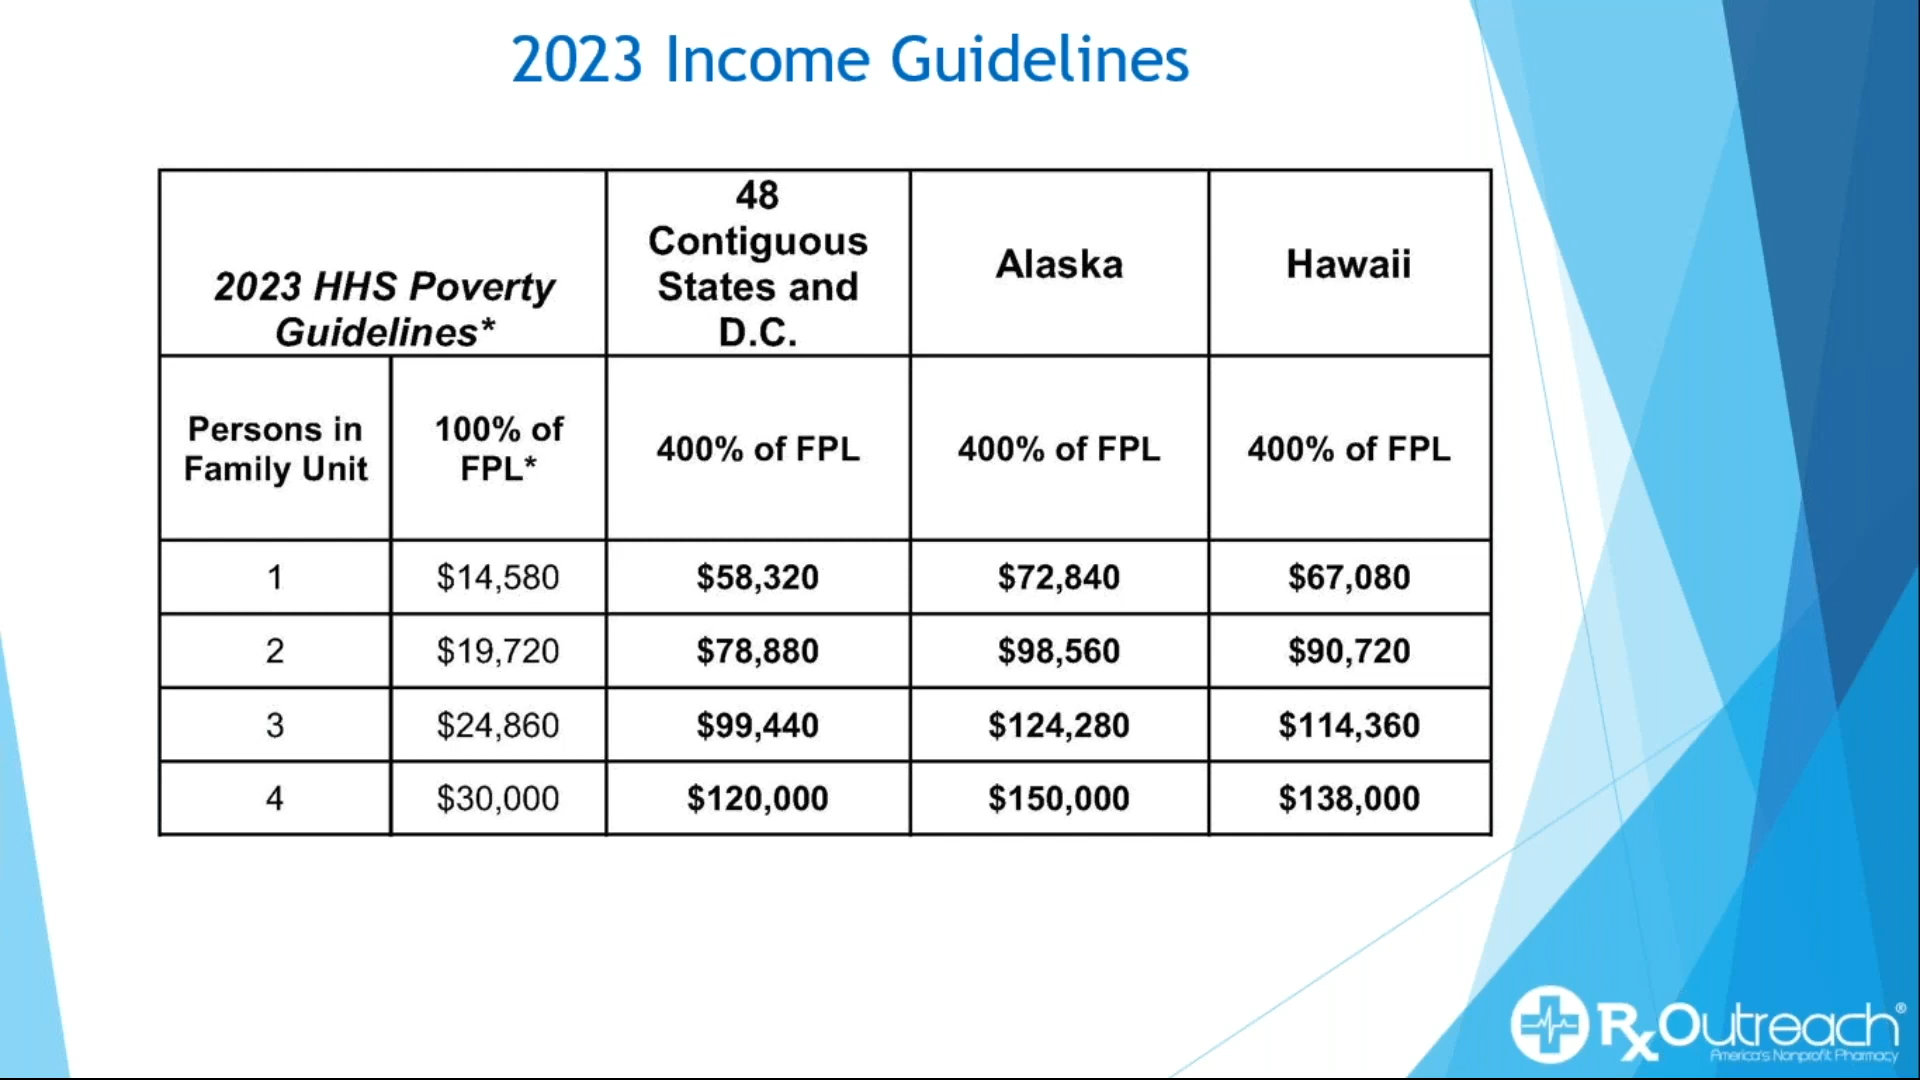 2023 Income Guidelines
2023 HHS Poverty
Guidelines*
48
Contiguous
States and
D.C.
Alaska
Hawaii
Persons in
Family Unit
100% of
FPL*
400% of FPL
400% of FPL
400% of FPL
1 $14,580 $58,320 $72,840 $67,080
2 $19,720 $78,880 $98,560 $90,720
3 $24,860 $99,440 $124,280 $114,360
4 $30,000 $120,000 $150,000 $138,000
RxOutreach®
America's Nonprofit Pharmacy